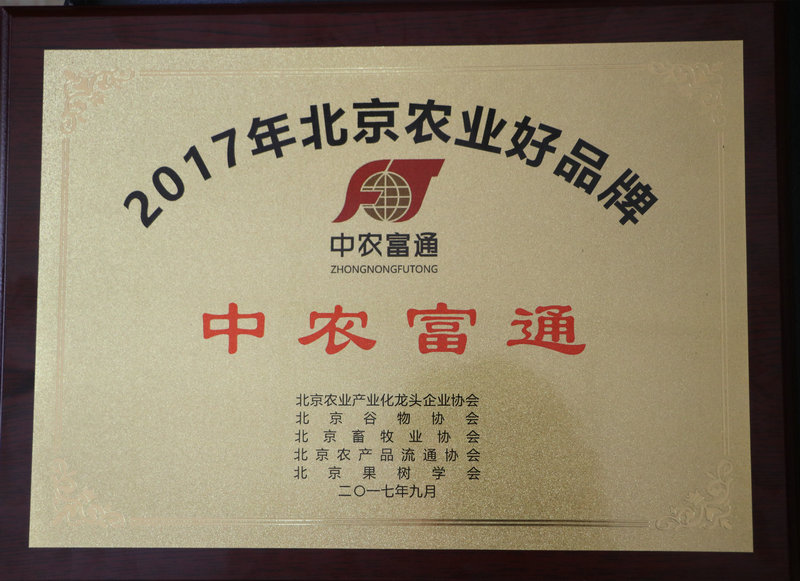 2017年北京农业好品牌
中农富通
ZHONGNONGFUTONG
中农富通
北京农业产业化龙头企业协会
北京谷物协会
北京畜牧业协会
北京农产品流通协会
北京果树学会
二〇一七年九月